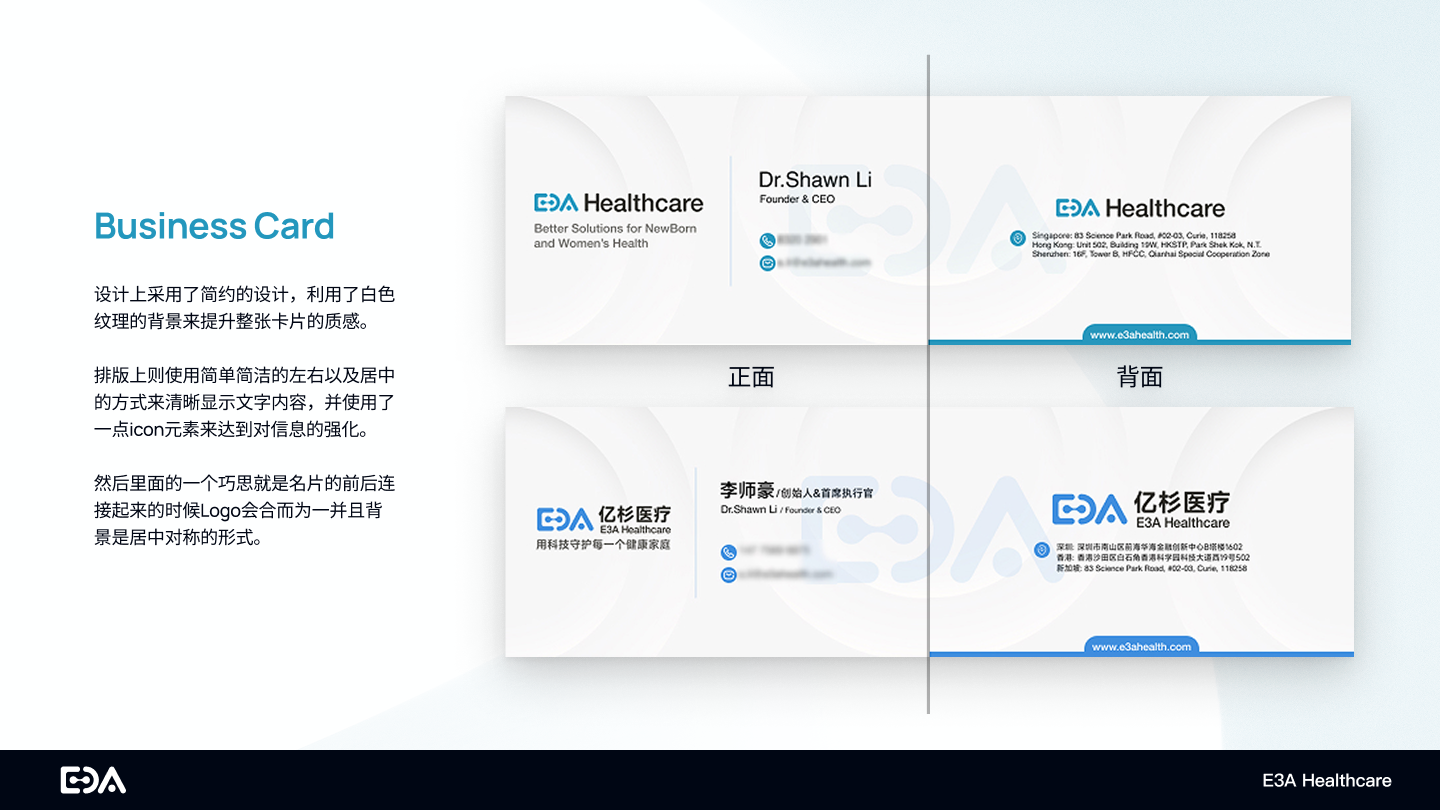 Business Card
设计上采用了简约的设计，利用了白色
纹理的背景来提升整张卡片的质感。
排版上则使用简单简洁的左右以及居中
的方式来清晰显示文字内容，并使用了
一点icon元素来达到对信息的强化。
然后里面的一个巧思就是名片的前后连
接起来的时候Logo会合而为一并且背
景是居中对称的形式。
E3A Healthcare
Better Solutions for NewBorn
and Women's Health
Dr.Shawn Li
Founder & CEO
E3A Healthcare
Singapore: 83 Science Park Road, #02-03, Curie, 118258
Hong Kong: Unit 502, Building 19W, HKSTP, Park Shek Kok, N.T.
Shenzhen: 16F, Tower B, HFCC, Qianhai Special Cooperation Zone
www.e3ahealth.com
正面
背面
E3A 亿杉医疗
E3A Healthcare
用科技守护每一个健康家庭
李师豪/创始人&首席执行官
Dr.Shawn Li / Founder & CEO
E3A 亿杉医疗
E3A Healthcare
深圳: 深圳市南山区前海华海金融创新中心B塔楼1602
香港: 香港沙田区白石角香港科学园科技大道西19号502
新加坡: 83 Science Park Road, #02-03, Curie, 118258
www.e3ahealth.com
E3A
E3A Healthcare